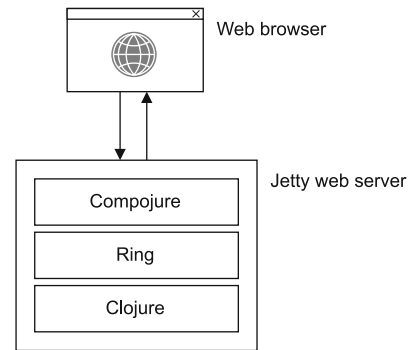 Web browser
Jetty web server
Compojure
Ring
Clojure